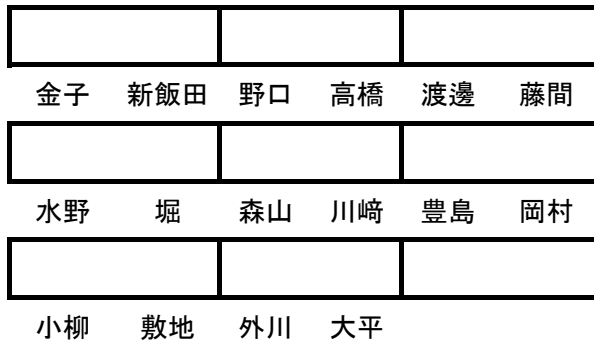 金子 新飯田 野口 高橋 渡邊 藤間
水野 堀 森山 川﨑 豊島 岡村
小柳 敷地 外川 大平